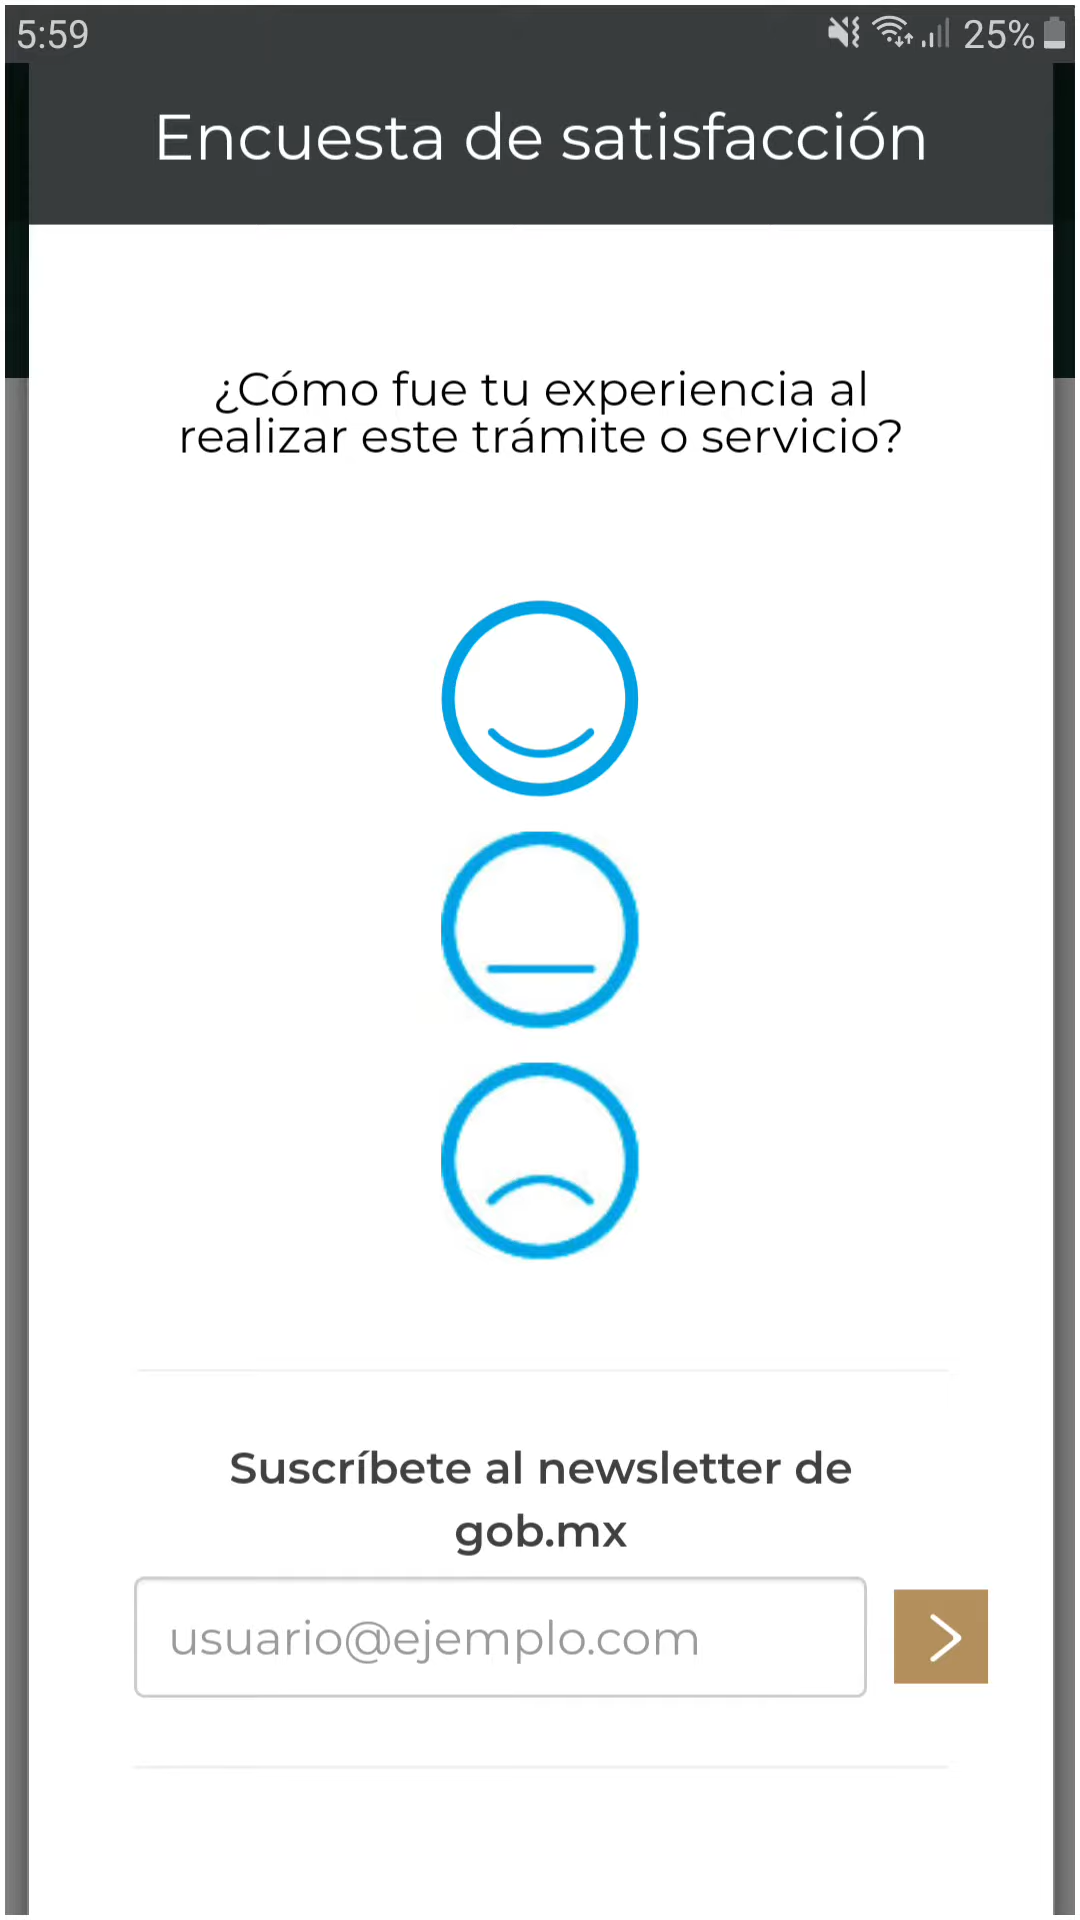 5:59
25%
Encuesta de satisfacción
¿Cómo fue tu experiencia al
realizar este trámite o servicio?
Suscríbete al newsletter de
gob.mx
usuario@ejemplo.com